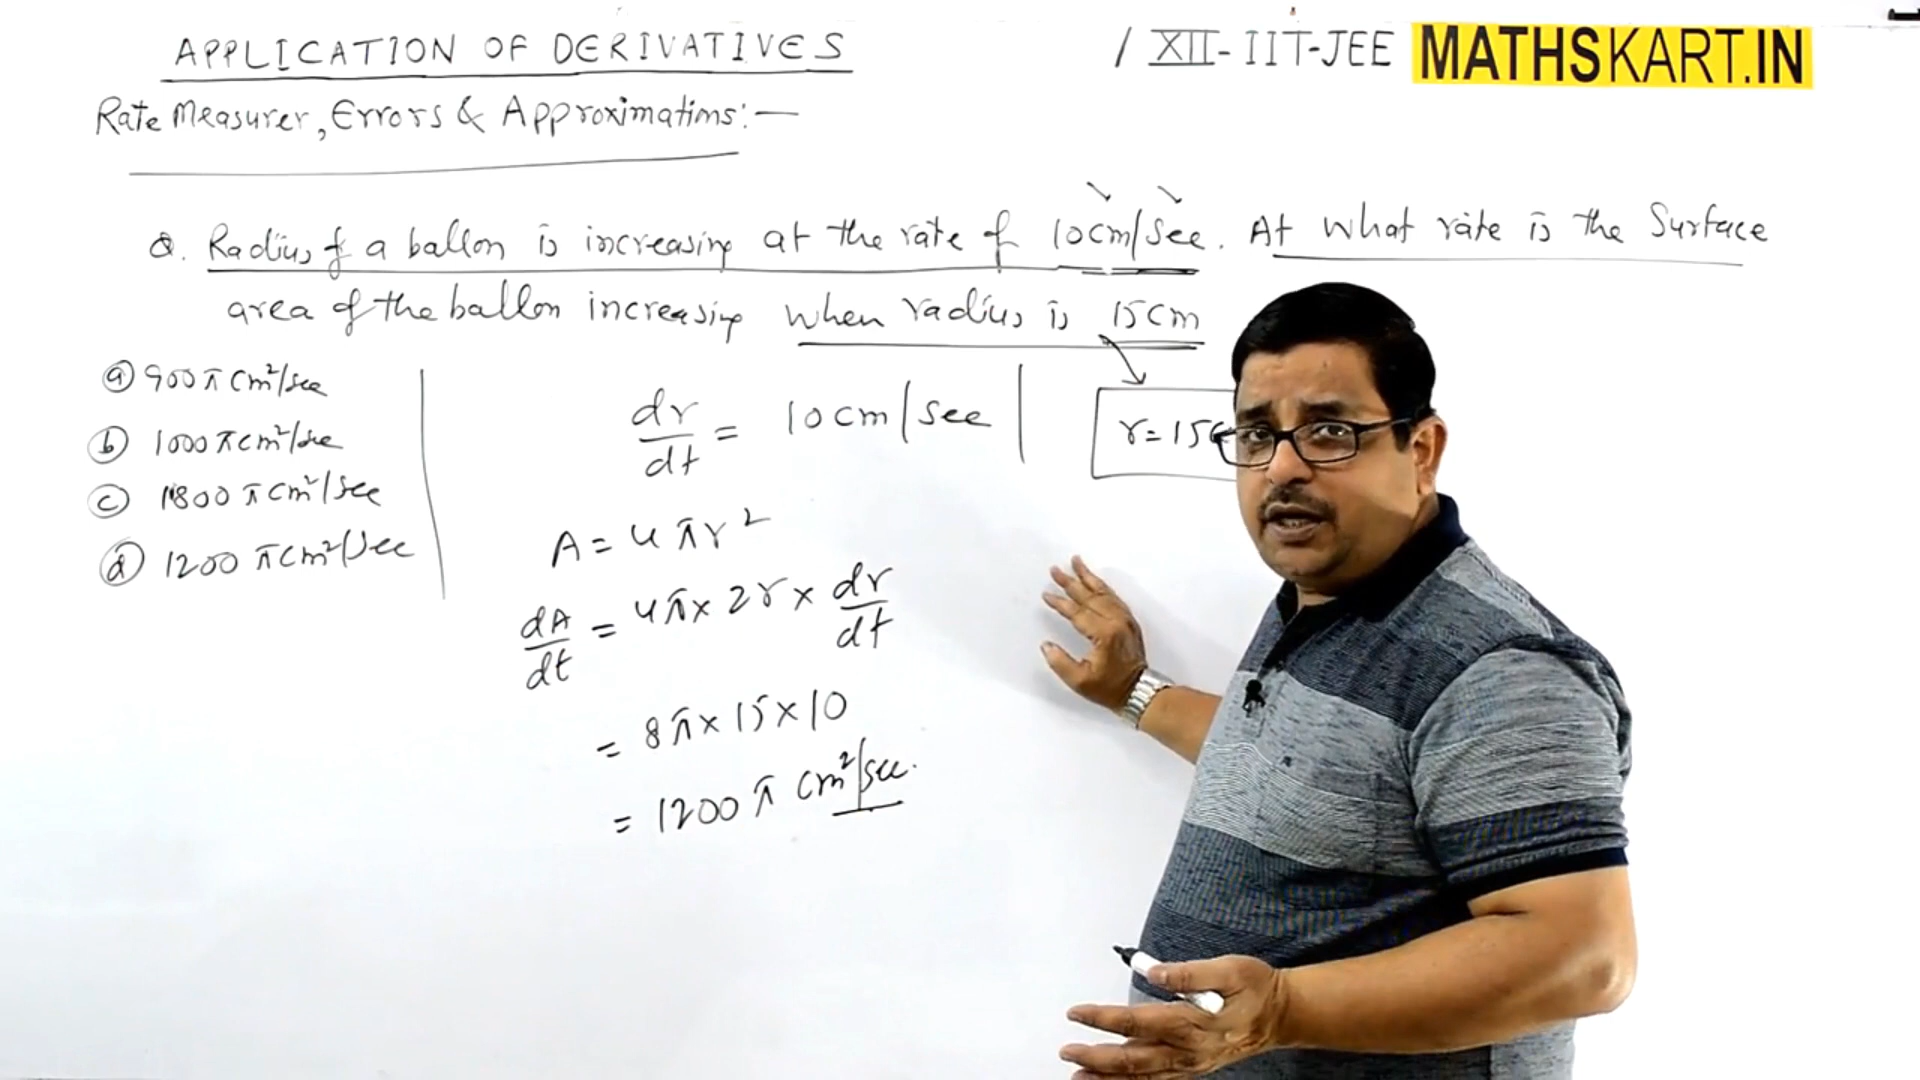 APPLICATION OF DERIVATIVES
/ XII-IIT-JEE MATHSKART.IN
Rate Measurer, Errors & Approximations:—
Q. Radius of a ballon is increasing at the rate of 10cm/sec. At what rate is the surface
area of the ballon increasing when radius is 15cm
(a) 900π cm²/sec
(b) 1000π cm²/sec
(c) 1800π cm²/sec
(d) 1200π cm²/sec
dr/dt = 10cm/sec
r=15
A = 4πr²
dA/dt = 4π×2r×dr/dt
= 8π×15×10
= 1200π cm²/sec.